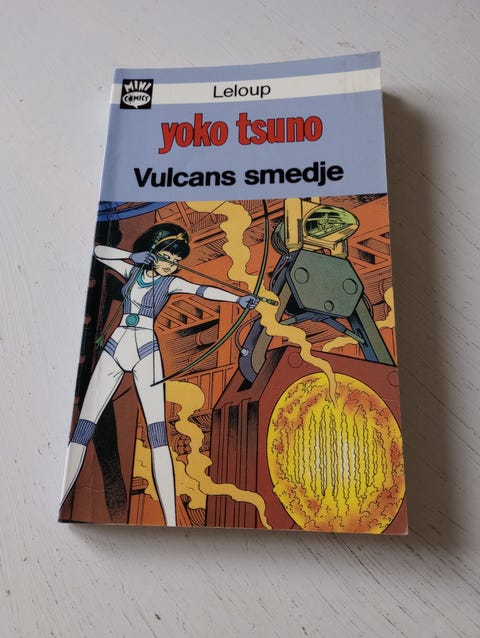 MINI
COMICS
Leloup
yoko tsuno
Vulcans smedje